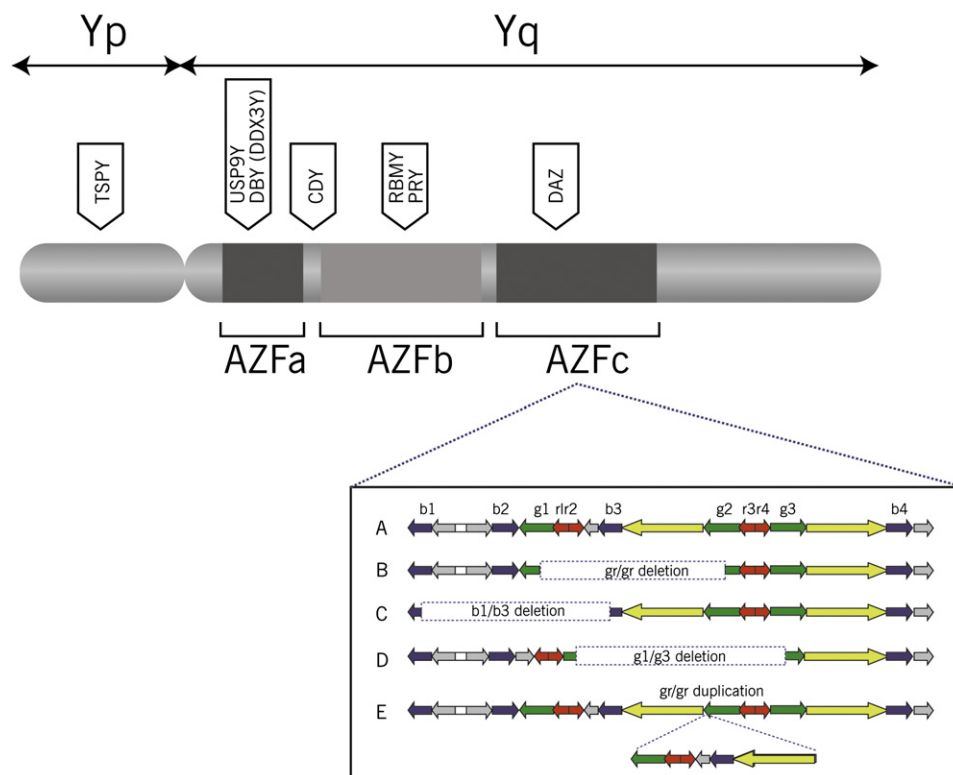 Yp
Yq
TSPY
USP9Y
DBY (DDX3Y)
CDY
RBMY
PRY
DAZ
AZFa
AZFb
AZFc
b1 b2 g1 rlr2 b3 g2 r3r4 g3 b4
A
B
gr/gr deletion
C
b1/b3 deletion
D
g1/g3 deletion
gr/gr duplication
E